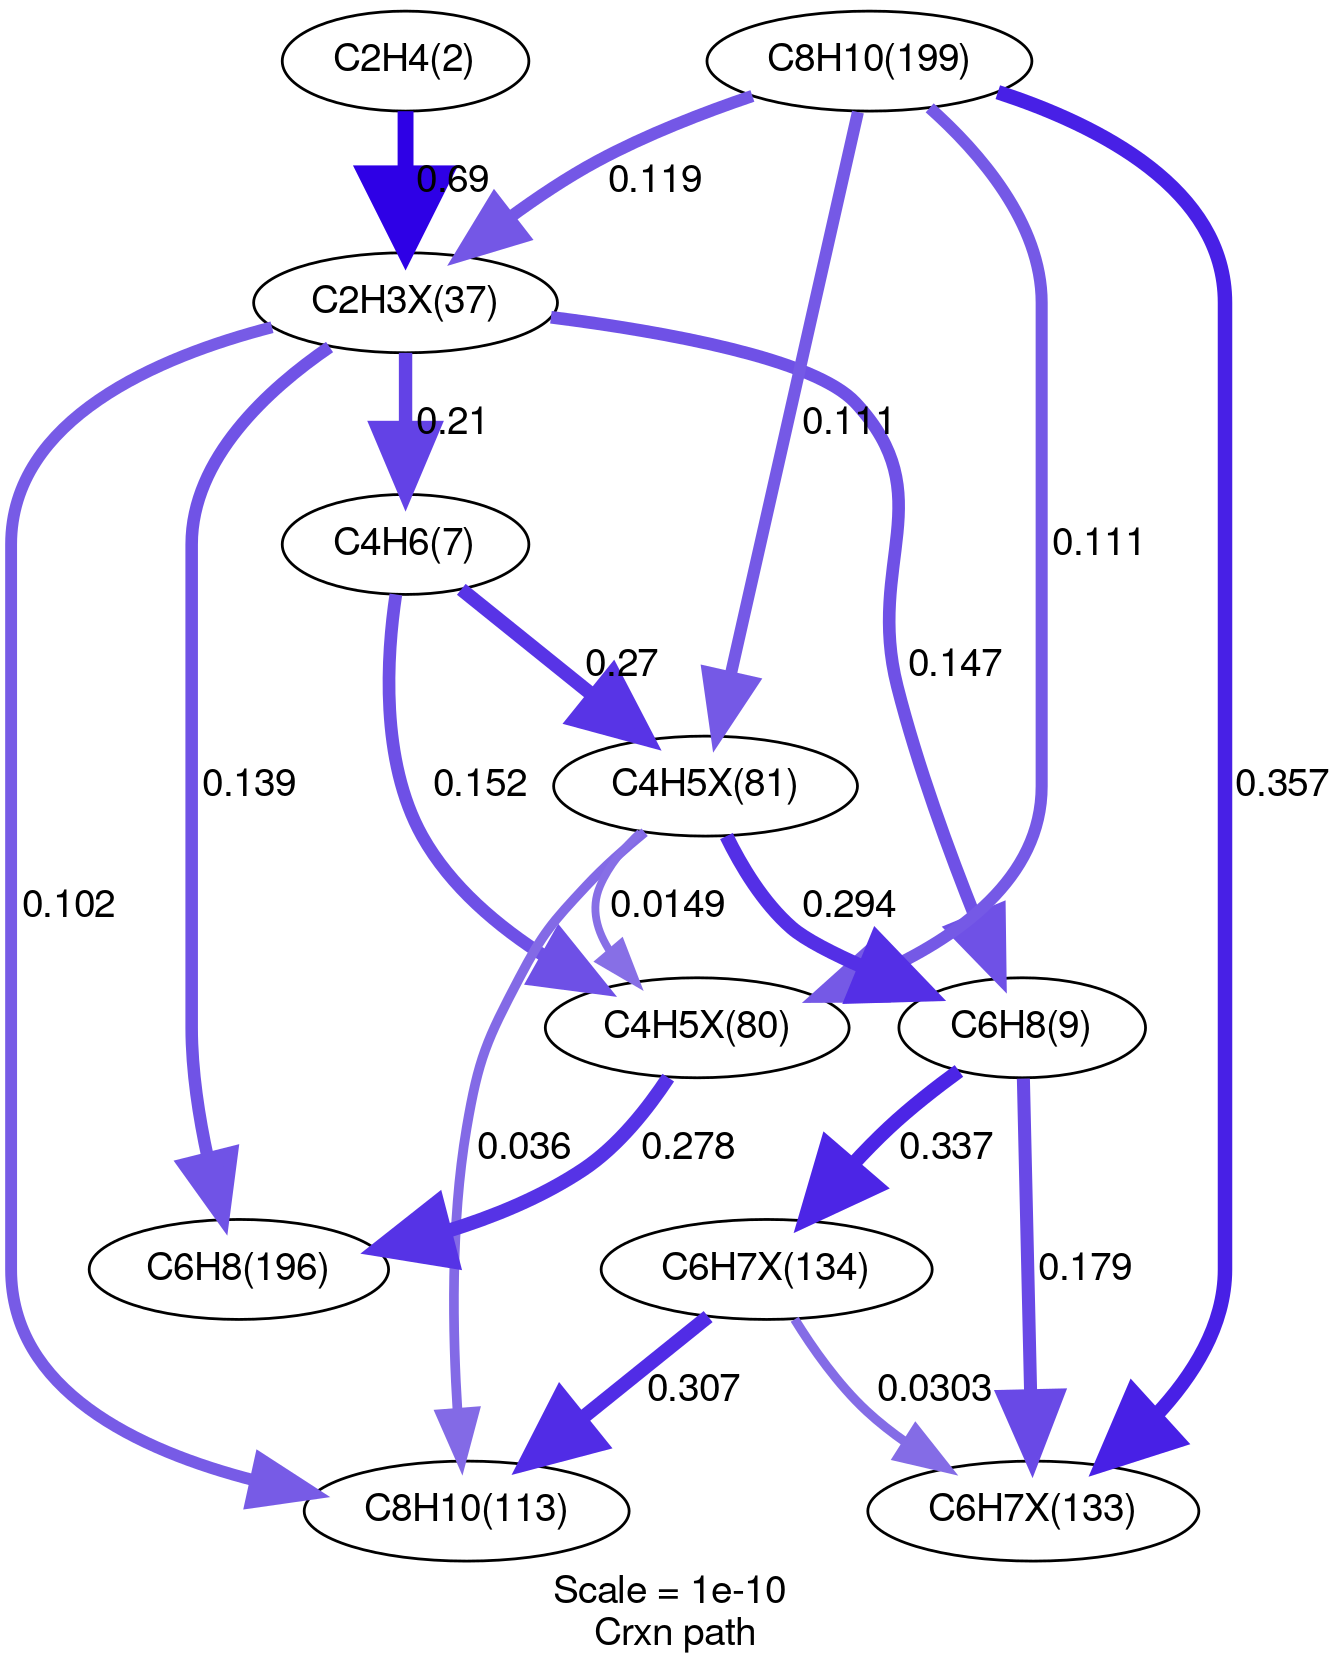 C2H4(2)
C8H10(199)
0.69
0.119
C2H3X(37)
0.21
0.111
C4H6(7)
0.111
0.27
0.147
0.139
0.152
C4H5X(81)
0.357
0.102
0.0149
0.294
C4H5X(80)
C6H8(9)
0.036
0.278
0.337
C6H8(196)
C6H7X(134)
0.179
0.307
0.0303
C8H10(113)
C6H7X(133)
Scale = 1e-10
Crxn path